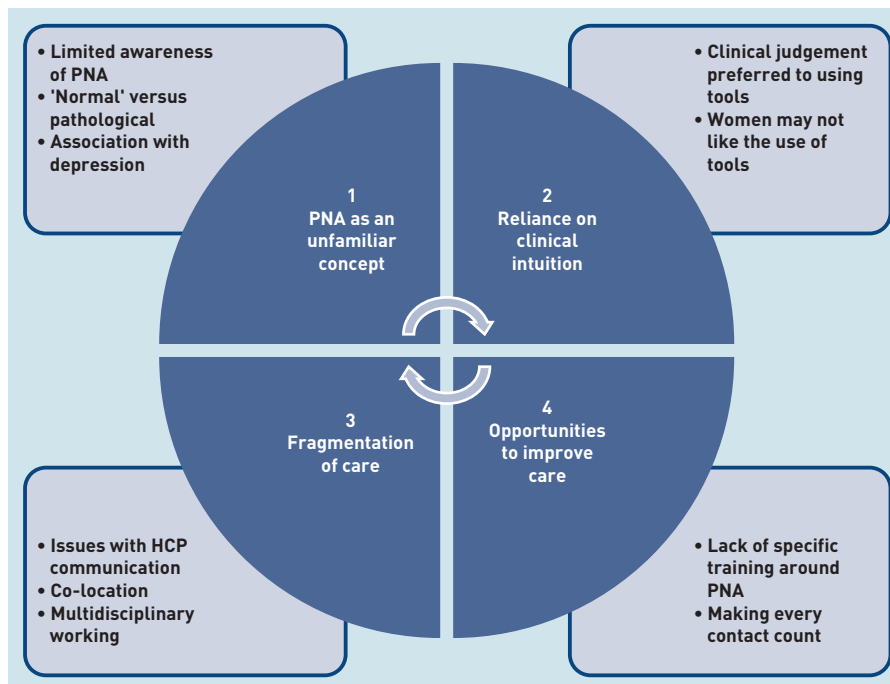 • Limited awareness
of PNA
• 'Normal' versus
pathological
• Association with
depression
• Clinical judgement
preferred to using
tools
• Women may not
like the use of
tools
1
PNA as an
unfamiliar
concept
2
Reliance on
clinical
intuition
3
Fragmentation
of care
4
Opportunities
to improve
care
• Issues with HCP
communication
• Co-location
• Multidisciplinary
working
• Lack of specific
training around
PNA
• Making every
contact count